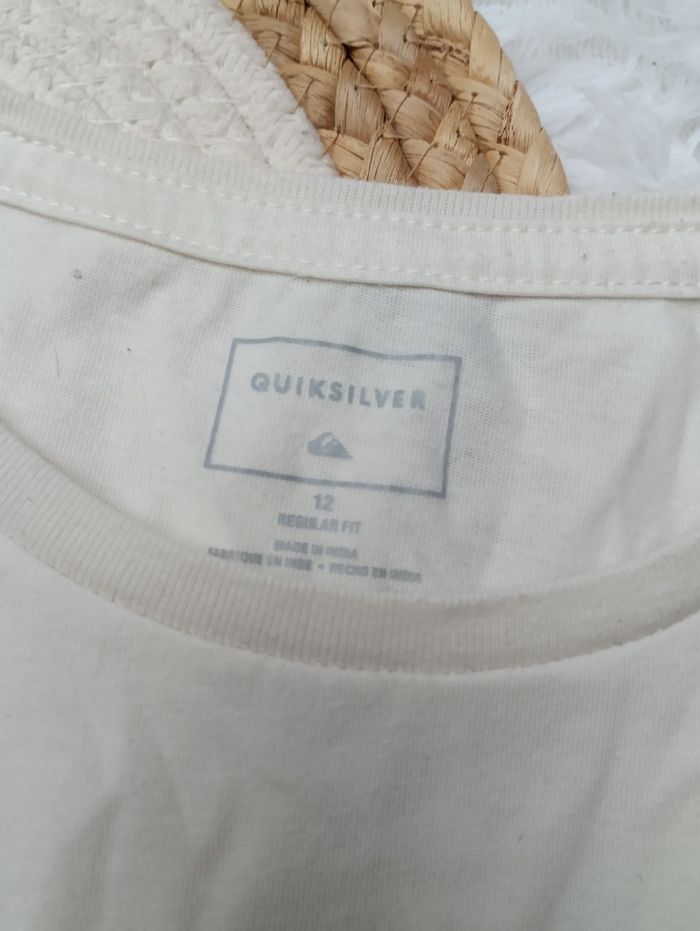 QUIKSILVER
12
REGULAR FIT
MADE IN INDIA
FABRIQUE EN INDE • HECHO EN INDIA